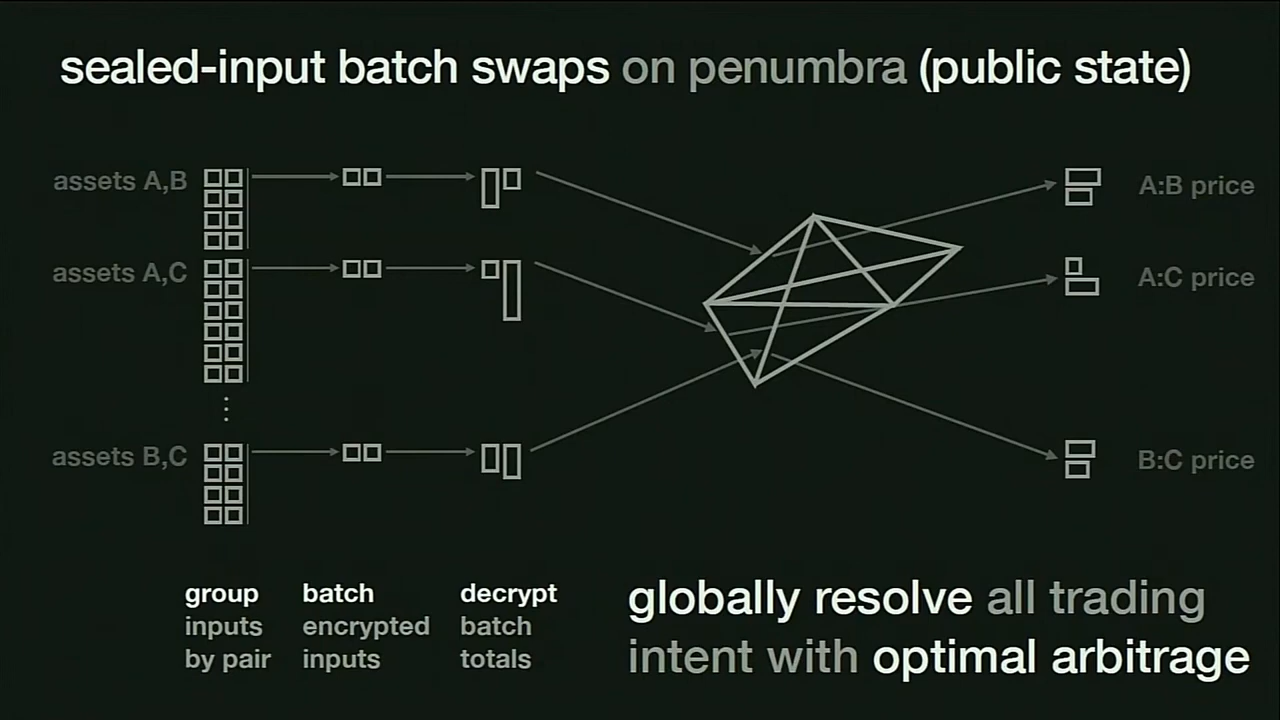 sealed-input batch swaps on penumbra (public state)
assets A,B
A:B price
assets A,C
A:C price
assets B,C
B:C price
group
inputs
by pair
batch
encrypted
inputs
decrypt
batch
totals
globally resolve all trading
intent with optimal arbitrage